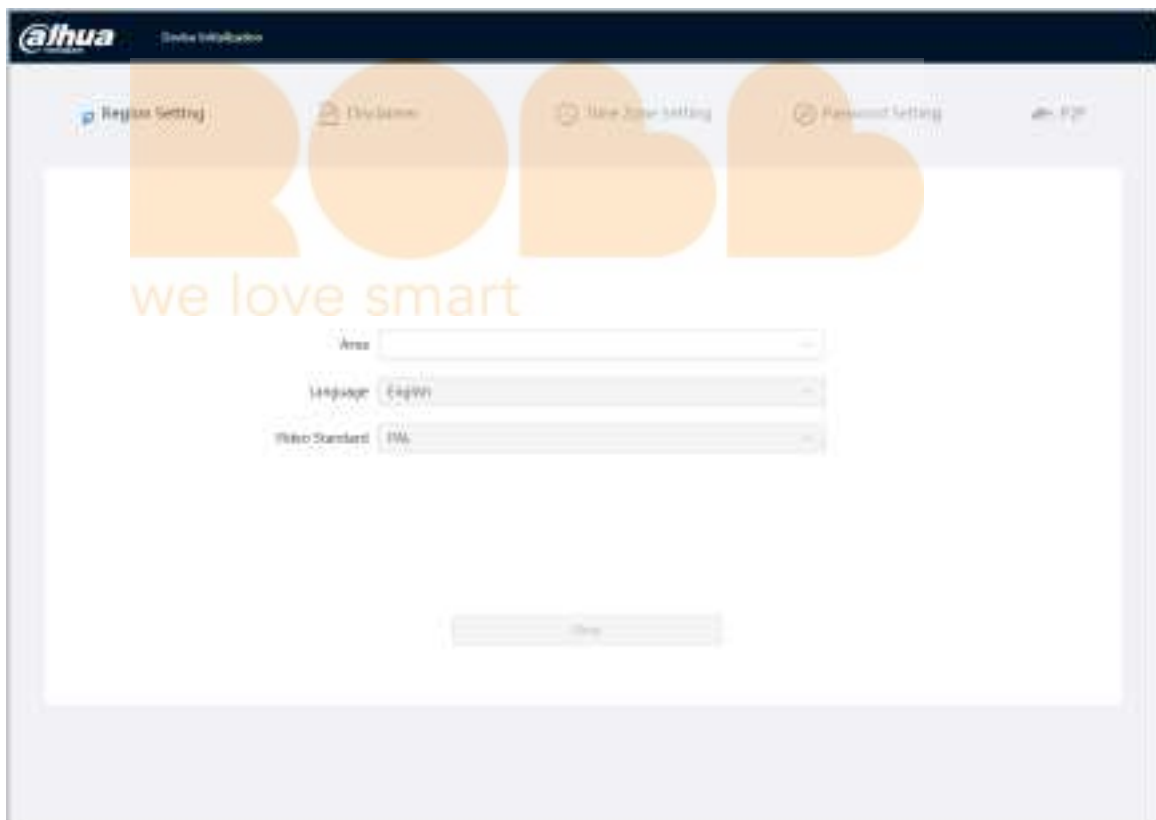 alhua
Device Initialization
Region Setting
Disclaimer
Time Zone Setting
Password Setting
P2P
ROBB
we love smart
Area
Language English
Video Standard PAL